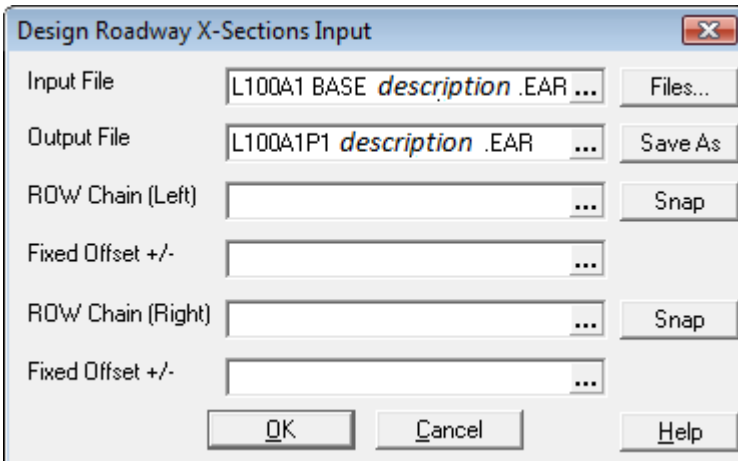 Design Roadway X-Sections Input
Input File L100A1 BASE description .EAR ... Files...
Output File L100A1P1 description .EAR ... Save As
ROW Chain (Left) ... Snap
Fixed Offset +/- ...
ROW Chain (Right) ... Snap
Fixed Offset +/- ...
OK Cancel Help